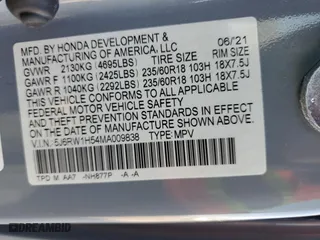 MFD. BY HONDA DEVELOPMENT &
MANUFACTURING OF AMERICA, LLC 06/21
GVWR 2130KG (4695LBS) TIRE SIZE RIM SIZE
GAWR F 1100KG (2425LBS) 235/60R18 103H 18X7.5J
GAWR R 1040KG (2292LBS) 235/60R18 103H 18X7.5J
THIS VEHICLE CONFORMS TO ALL APPLICABLE
FEDERAL MOTOR VEHICLE SAFETY AND
THEFT PREVENTION STANDARDS IN EFFECT ON
THE DATE OF MANUFACTURE SHOWN ABOVE.
V.I.N.: 5J6RW1H54MA009838 TYPE: MPV
TPD M AA7 -NH877P -A -A